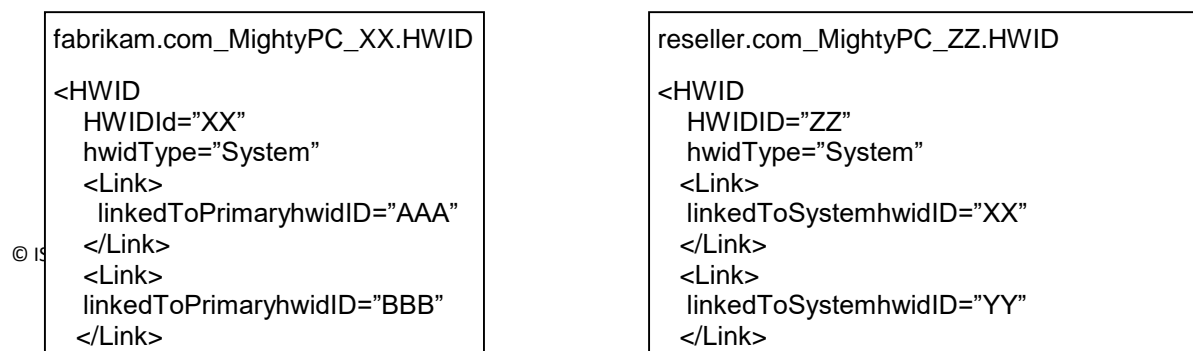 fabrikam.com_MightyPC_XX.HWID
<HWID
HWIDId=”XX”
hwidType=”System”
<Link>
linkedToPrimaryhwidID=”AAA”
</Link>
<Link>
linkedToPrimaryhwidID=”BBB”
</Link>
reseller.com_MightyPC_ZZ.HWID
<HWID
HWIDID=”ZZ”
hwidType=”System”
<Link>
linkedToSystemhwidID=”XX”
</Link>
<Link>
linkedToSystemhwidID=”YY”
</Link>
©